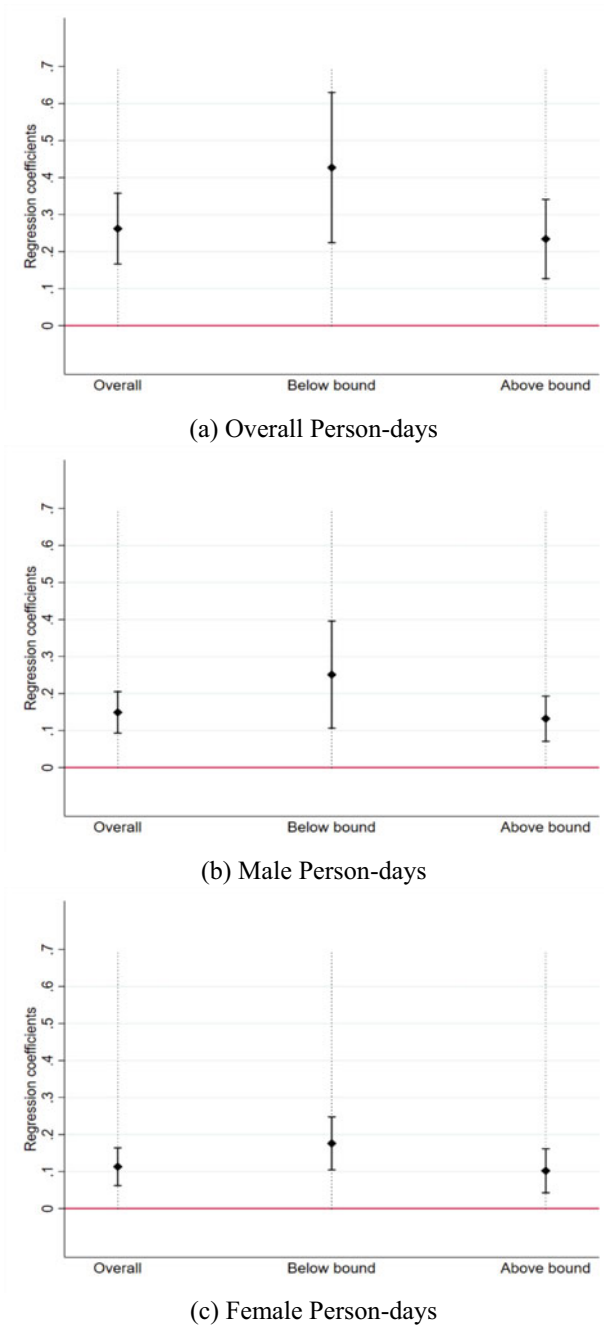 Regression coefficients
.7
.6
.5
.4
.3
.2
.1
0
Overall Below bound Above bound
(a) Overall Person-days
Regression coefficients
.7
.6
.5
.4
.3
.2
.1
0
Overall Below bound Above bound
(b) Male Person-days
Regression coefficients
.7
.6
.5
.4
.3
.2
.1
0
Overall Below bound Above bound
(c) Female Person-days